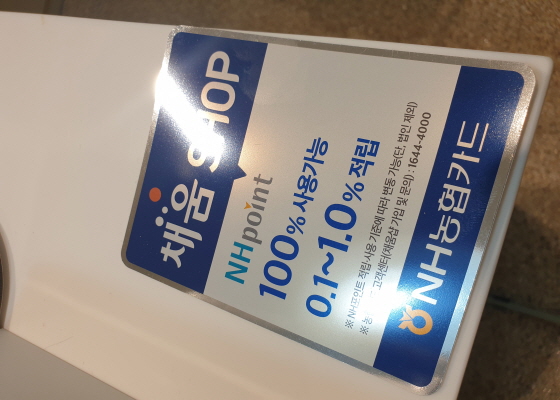 채움 SHOP
NHpoint
100% 사용가능
0.1~1.0% 적립
※ NH포인트 적립·사용 기준에 따라 변동 가능(단, 법인 제외)
※ 고객센터(채움샵 가입 및 문의) : 1644-4000
NH농협카드